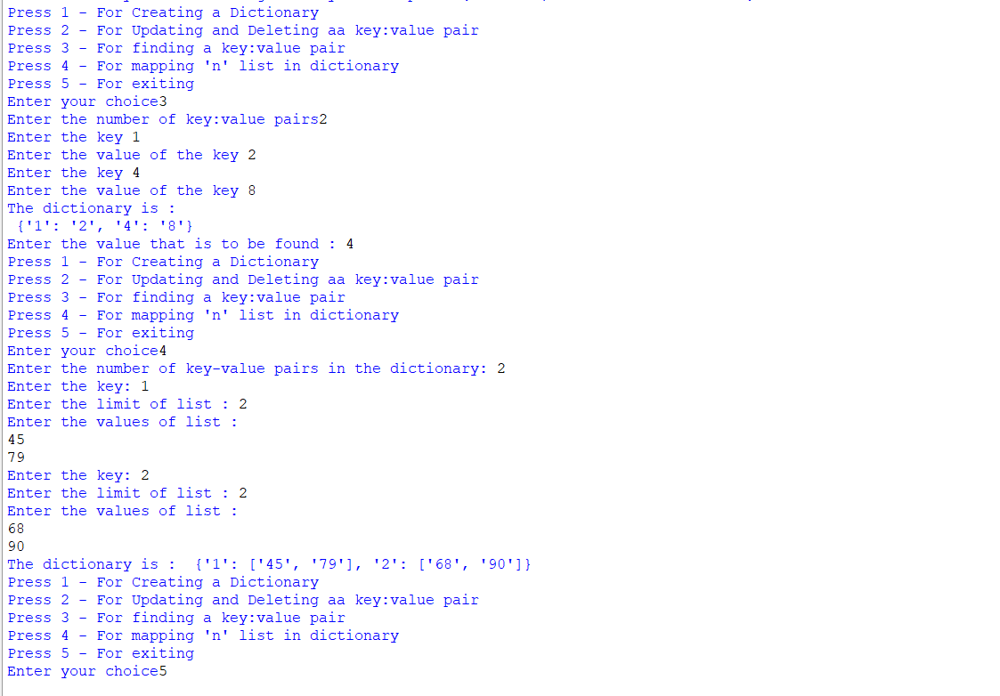 Press 1 - For Creating a Dictionary
Press 2 - For Updating and Deleting aa key:value pair
Press 3 - For finding a key:value pair
Press 4 - For mapping 'n' list in dictionary
Press 5 - For exiting
Enter your choice3
Enter the number of key:value pairs2
Enter the key 1
Enter the value of the key 2
Enter the key 4
Enter the value of the key 8
The dictionary is :
 {'1': '2', '4': '8'}
Enter the value that is to be found : 4
Press 1 - For Creating a Dictionary
Press 2 - For Updating and Deleting aa key:value pair
Press 3 - For finding a key:value pair
Press 4 - For mapping 'n' list in dictionary
Press 5 - For exiting
Enter your choice4
Enter the number of key-value pairs in the dictionary: 2
Enter the key: 1
Enter the limit of list : 2
Enter the values of list :
45
79
Enter the key: 2
Enter the limit of list : 2
Enter the values of list :
68
90
The dictionary is :  {'1': ['45', '79'], '2': ['68', '90']}
Press 1 - For Creating a Dictionary
Press 2 - For Updating and Deleting aa key:value pair
Press 3 - For finding a key:value pair
Press 4 - For mapping 'n' list in dictionary
Press 5 - For exiting
Enter your choice5